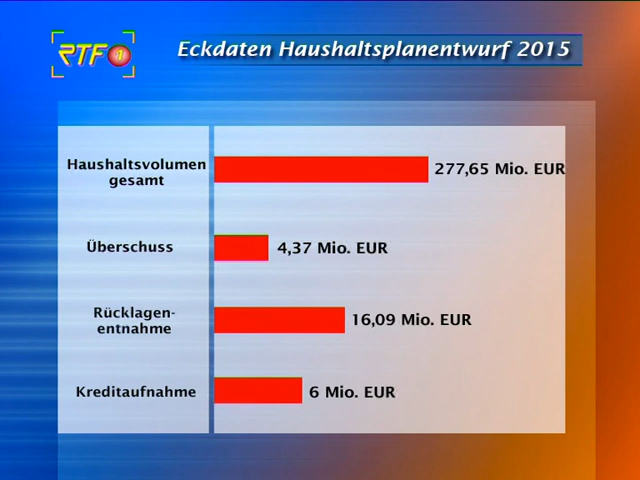 RTF 1
Eckdaten Haushaltsplanentwurf 2015
Haushaltsvolumen
gesamt
277,65 Mio. EUR
Überschuss
4,37 Mio. EUR
Rücklagen-
entnahme
16,09 Mio. EUR
Kreditaufnahme
6 Mio. EUR